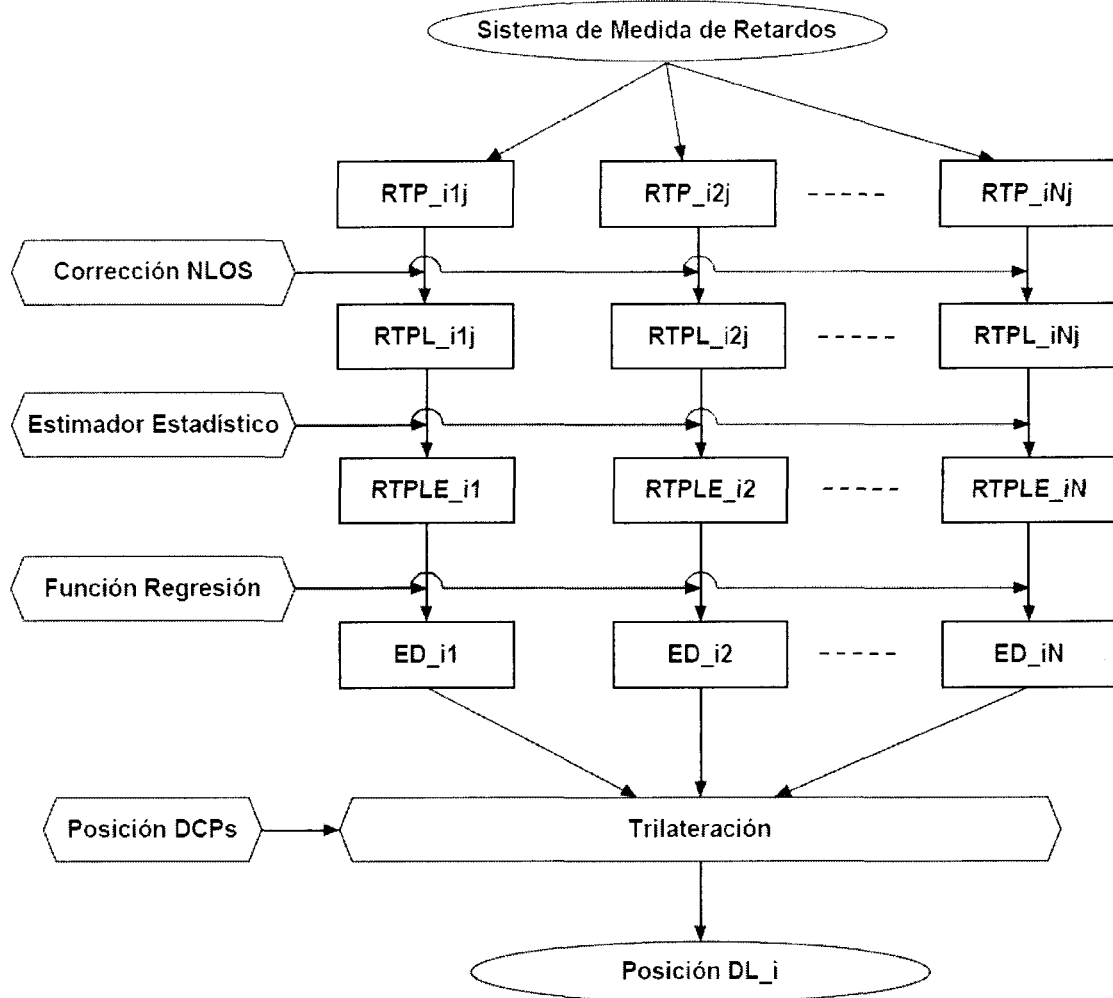 Sistema de Medida de Retardos
RTP_i1j
RTP_i2j
RTP_iNj
Corrección NLOS
RTPL_i1j
RTPL_i2j
RTPL_iNj
Estimador Estadístico
RTPLE_i1
RTPLE_i2
RTPLE_iN
Función Regresión
ED_i1
ED_i2
ED_iN
Posición DCPs
Trilateración
Posición DL_i